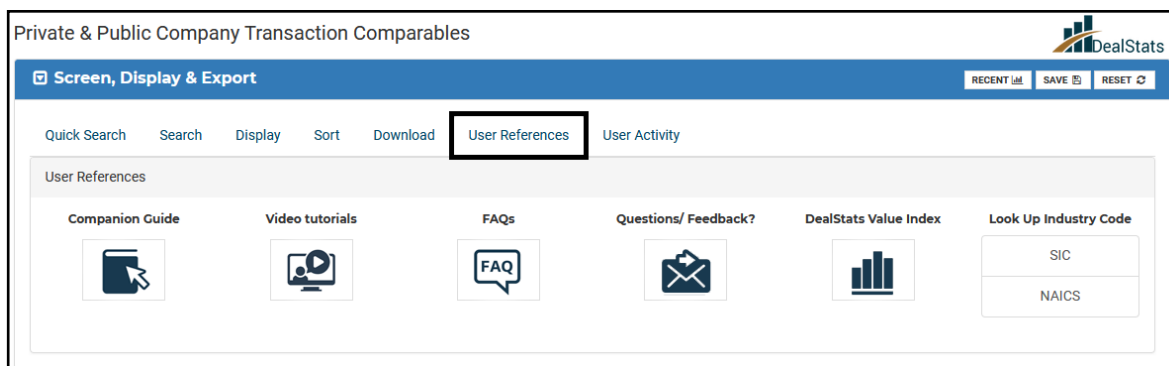 Private & Public Company Transaction Comparables
DealStats
Screen, Display & Export
RECENT SAVE RESET
Quick Search Search Display Sort Download User References User Activity
User References
Companion Guide Video tutorials FAQs Questions/ Feedback? DealStats Value Index Look Up Industry Code
FAQ
SIC
NAICS